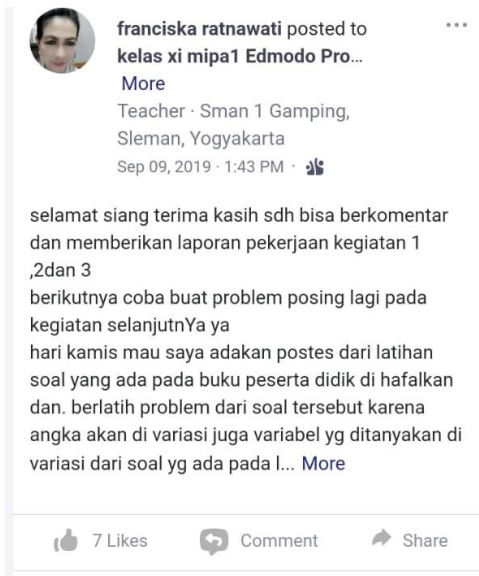 franciska ratnawati posted to
kelas xi mipa1 Edmodo Pro...
More
Teacher · Sman 1 Gamping,
Sleman, Yogyakarta
Sep 09, 2019 · 1:43 PM ·
selamat siang terima kasih sdh bisa berkomentar
dan memberikan laporan pekerjaan kegiatan 1
,2dan 3
berikutnya coba buat problem posing lagi pada
kegiatan selanjutnYa ya
hari kamis mau saya adakan postes dari latihan
soal yang ada pada buku peserta didik di hafalkan
dan. berlatih problem dari soal tersebut karena
angka akan di variasi juga variabel yg ditanyakan di
variasi dari soal yg ada pada l... More
7 Likes Comment Share